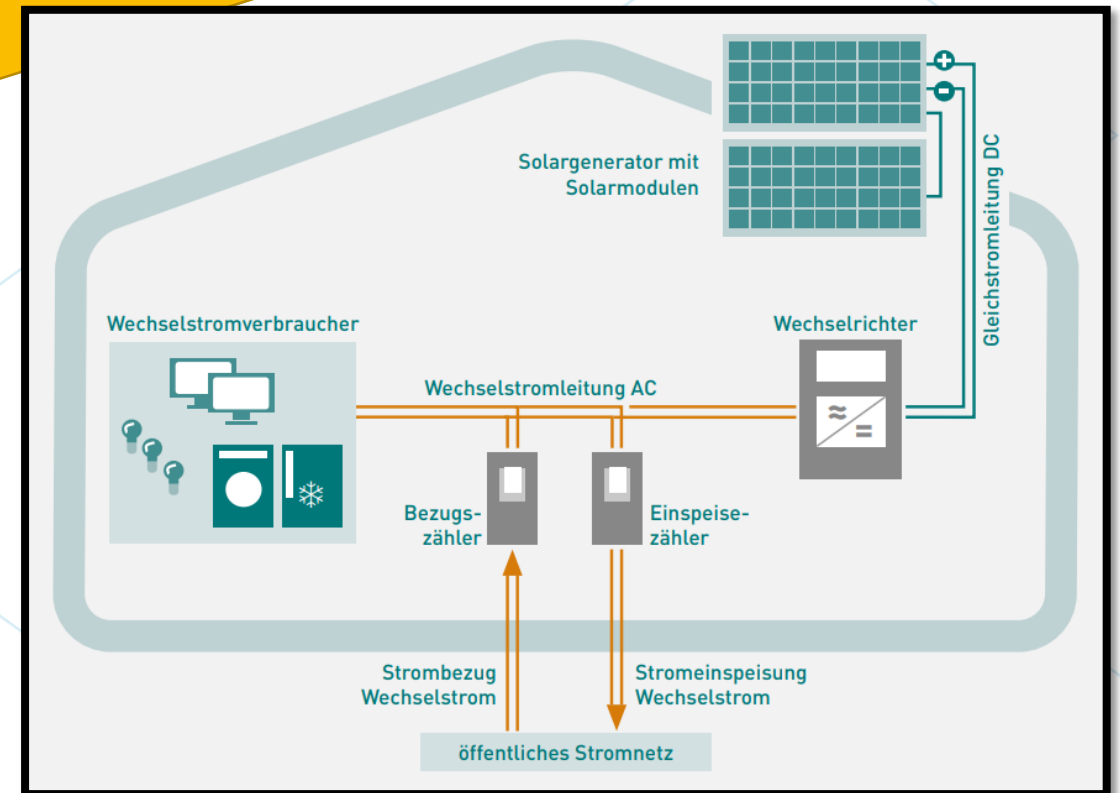 Solargenerator mit
Solarmodulen
Gleichstromleitung DC
Wechselstromverbraucher
Wechselrichter
Wechselstromleitung AC
Bezugs-
zähler
Einspeise-
zähler
Strombezug
Wechselstrom
Stromeinspeisung
Wechselstrom
öffentliches Stromnetz